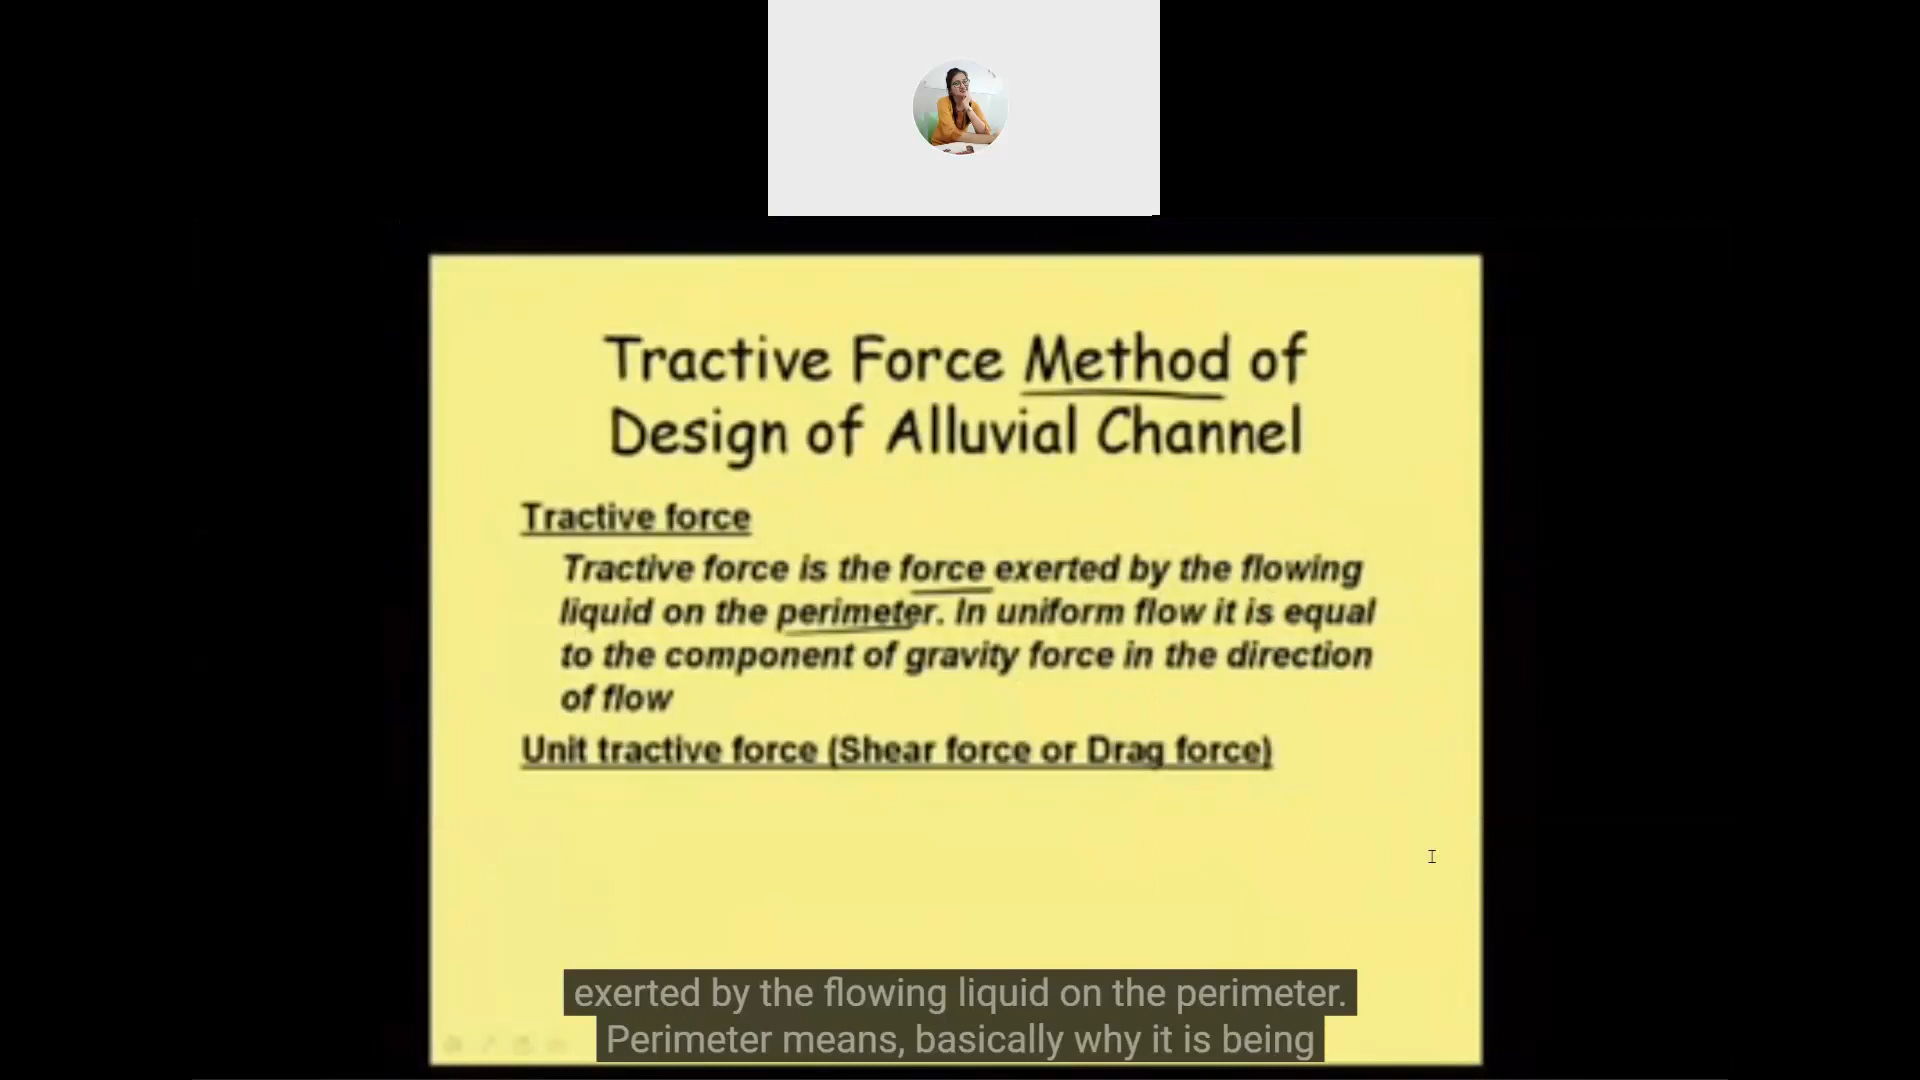 Tractive Force Method of
Design of Alluvial Channel
Tractive force
Tractive force is the force exerted by the flowing
liquid on the perimeter. In uniform flow it is equal
to the component of gravity force in the direction
of flow
Unit tractive force (Shear force or Drag force)
exerted by the flowing liquid on the perimeter.
Perimeter means, basically why it is being